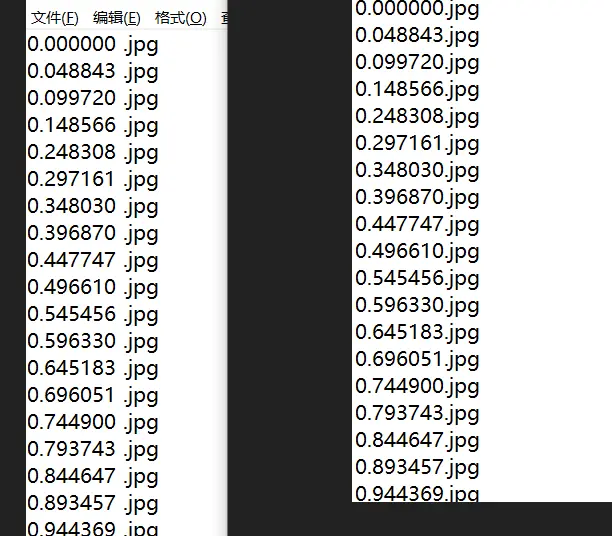 文件(F) 编辑(E) 格式(O)
0.000000 .jpg
0.048843 .jpg
0.099720 .jpg
0.148566 .jpg
0.248308 .jpg
0.297161 .jpg
0.348030 .jpg
0.396870 .jpg
0.447747 .jpg
0.496610 .jpg
0.545456 .jpg
0.596330 .jpg
0.645183 .jpg
0.696051 .jpg
0.744900 .jpg
0.793743 .jpg
0.844647 .jpg
0.893457 .jpg
0.944369 .jpg
0.000000.jpg
0.048843.jpg
0.099720.jpg
0.148566.jpg
0.248308.jpg
0.297161.jpg
0.348030.jpg
0.396870.jpg
0.447747.jpg
0.496610.jpg
0.545456.jpg
0.596330.jpg
0.645183.jpg
0.696051.jpg
0.744900.jpg
0.793743.jpg
0.844647.jpg
0.893457.jpg
0.944369.jpg